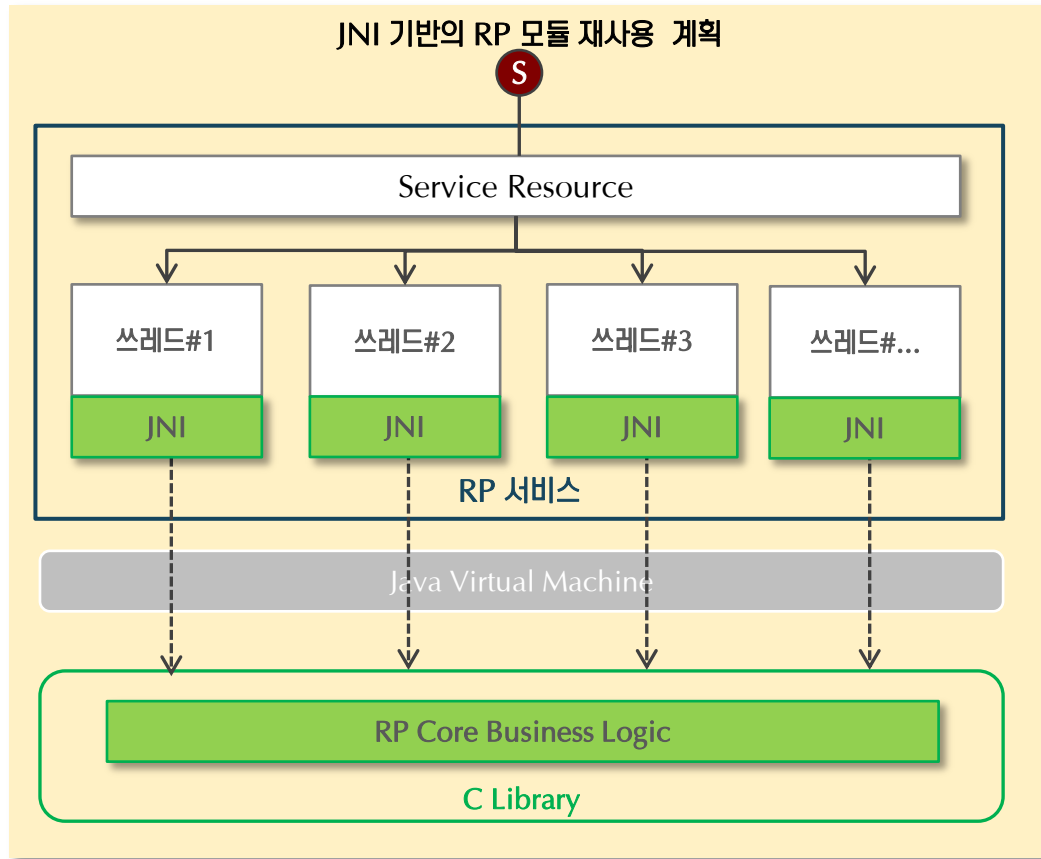 JNI 기반의 RP 모듈 재사용 계획
S
Service Resource
쓰레드#1
쓰레드#2
쓰레드#3
쓰레드#...
JNI
JNI
JNI
JNI
RP 서비스
Java Virtual Machine
RP Core Business Logic
C Library